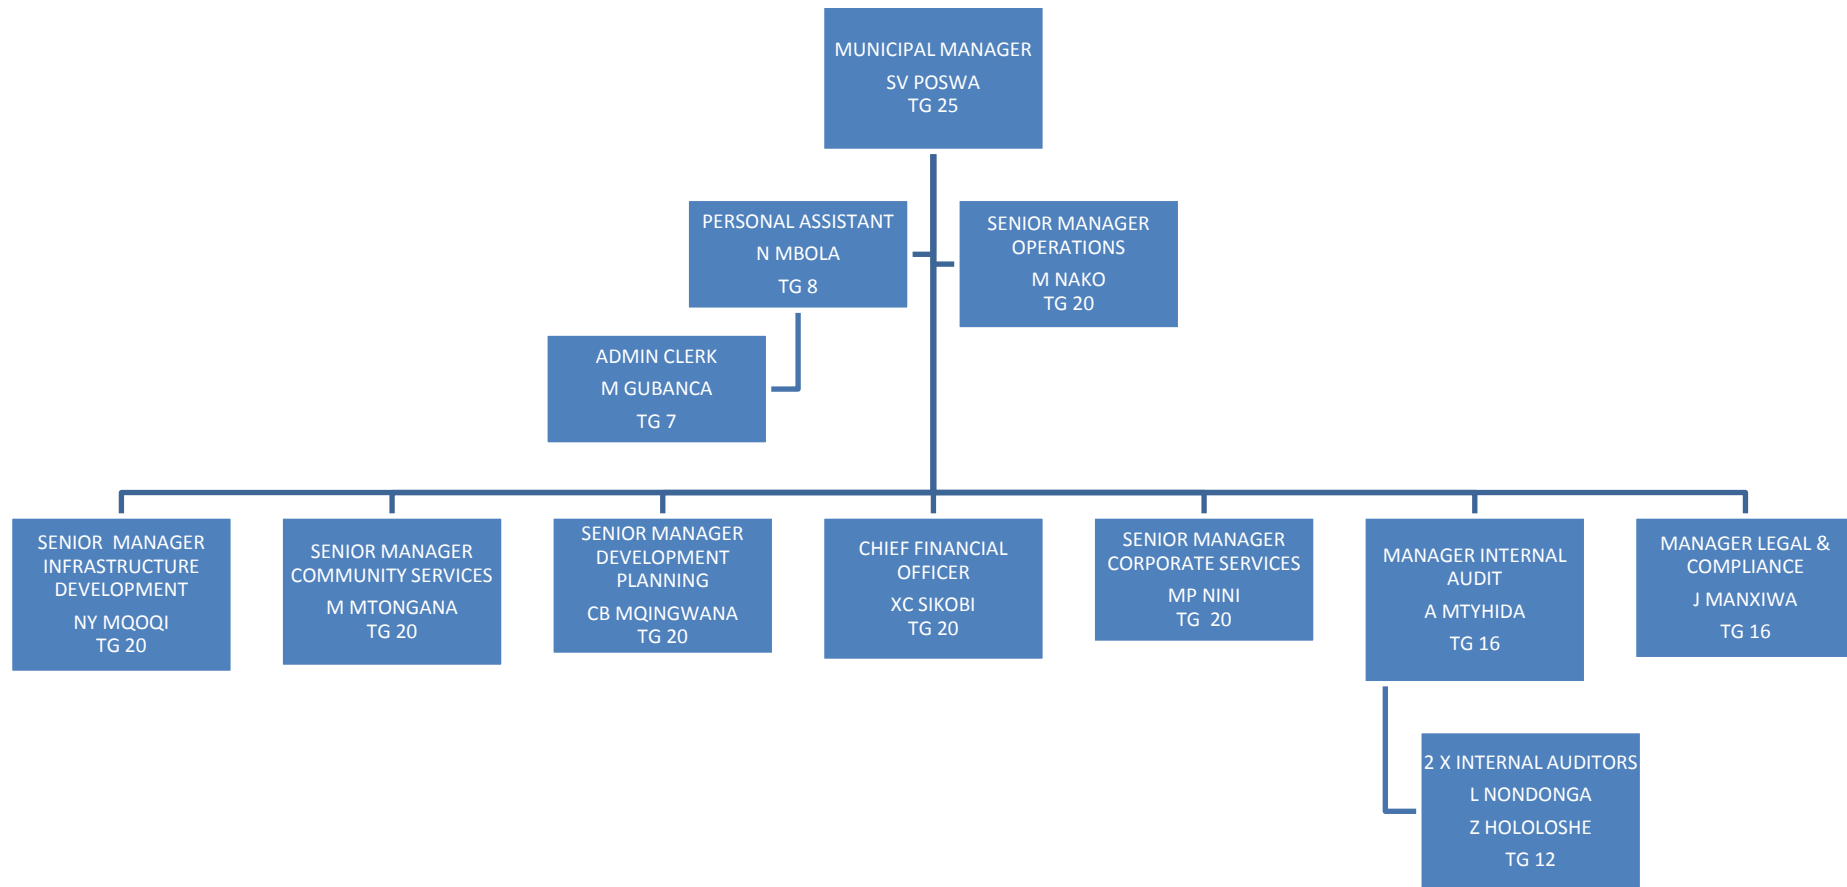 MUNICIPAL MANAGER
SV POSWA
TG 25
PERSONAL ASSISTANT
N MBOLA
TG 8
SENIOR MANAGER
OPERATIONS
M NAKO
TG 20
ADMIN CLERK
M GUBANCA
TG 7
SENIOR MANAGER
INFRASTRUCTURE
DEVELOPMENT
NY MQOQI
TG 20
SENIOR MANAGER
COMMUNITY SERVICES
M MTONGANA
TG 20
SENIOR MANAGER
DEVELOPMENT
PLANNING
CB MQINGWANA
TG 20
CHIEF FINANCIAL
OFFICER
XC SIKOBI
TG 20
SENIOR MANAGER
CORPORATE SERVICES
MP NINI
TG 20
MANAGER INTERNAL
AUDIT
A MTYHIDA
TG 16
MANAGER LEGAL &
COMPLIANCE
J MANXIWA
TG 16
2 X INTERNAL AUDITORS
L NONDONGA
Z HOLOLOSHE
TG 12